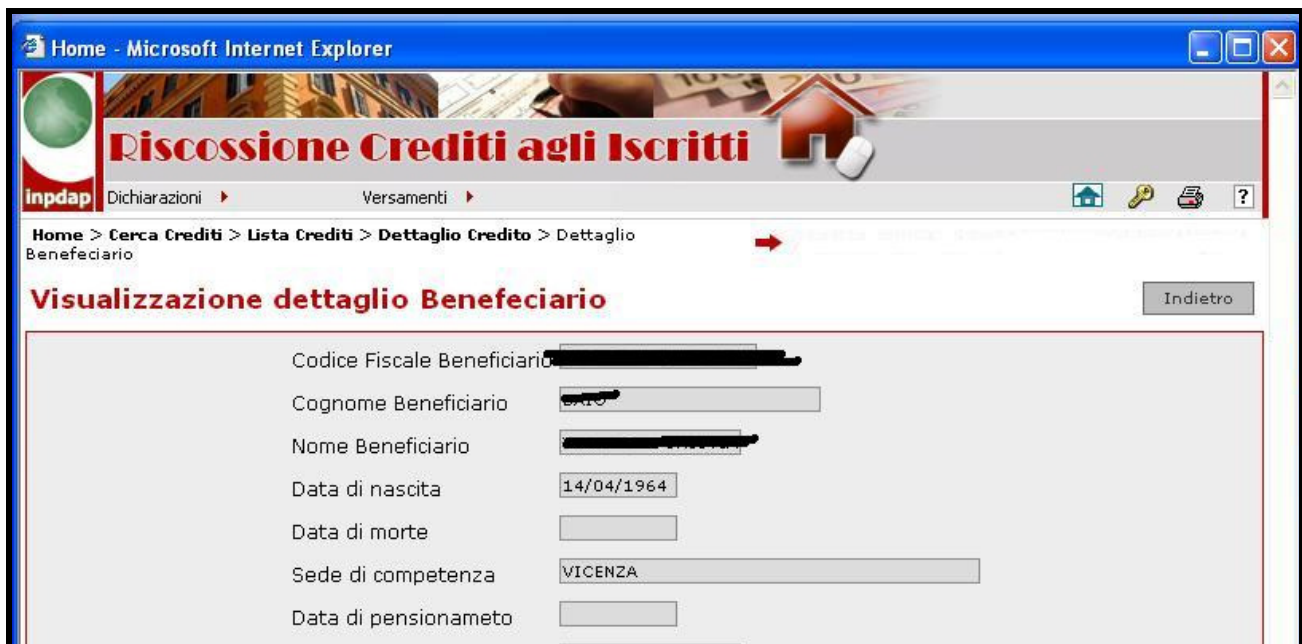 Home - Microsoft Internet Explorer
Riscossione Crediti agli Iscritti
inpdap
Dichiarazioni
Versamenti
?
Home > Cerca Crediti > Lista Crediti > Dettaglio Credito > Dettaglio
Benefeciario
Visualizzazione dettaglio Benefeciario
Indietro
Codice Fiscale Beneficiario
Cognome Beneficiario
Nome Beneficiario
Data di nascita 14/04/1964
Data di morte
Sede di competenza VICENZA
Data di pensionameto